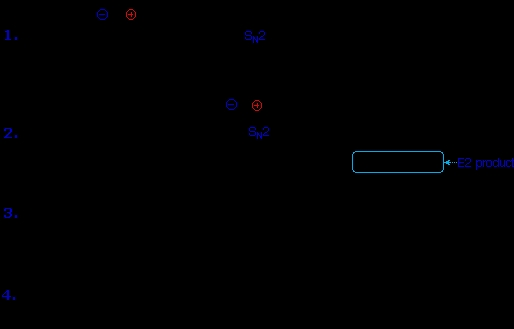 ⊖ ⊕
1. SN2
⊖ ⊕
2. SN2
E2 product
3.
4.